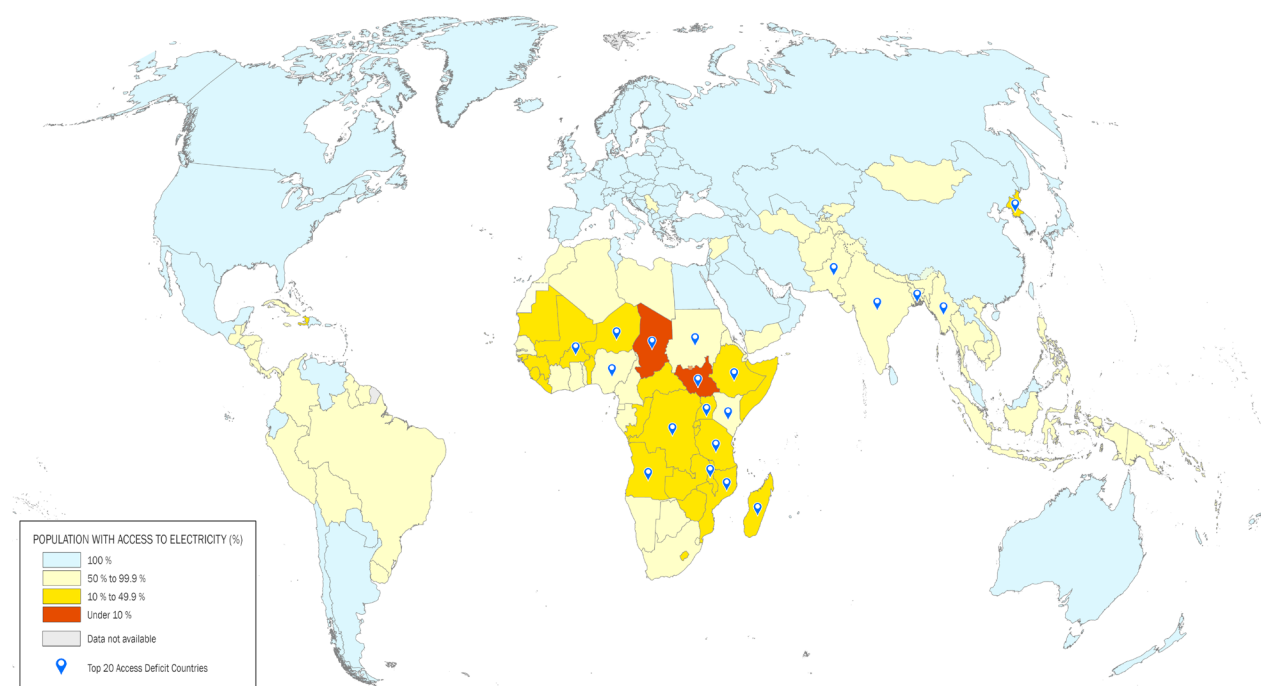 POPULATION WITH ACCESS TO ELECTRICITY (%)
100 %
50 % to 99.9 %
10 % to 49.9 %
Under 10 %
Data not available
Top 20 Access Deficit Countries